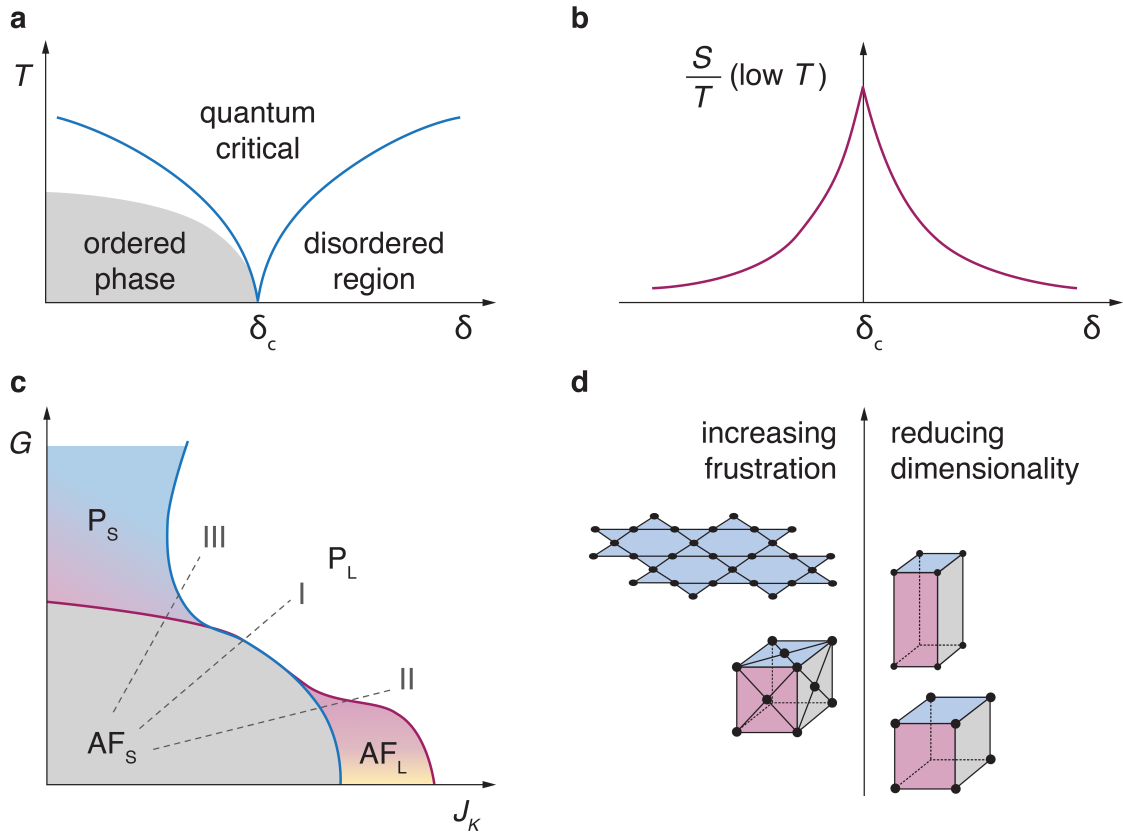 a
T
quantum
critical
ordered
phase
disordered
region
δc
δ
b
S
T
(low T)
δc
δ
c
G
PS
III
PL
I
II
AFS
AFL
JK
d
increasing
frustration
reducing
dimensionality